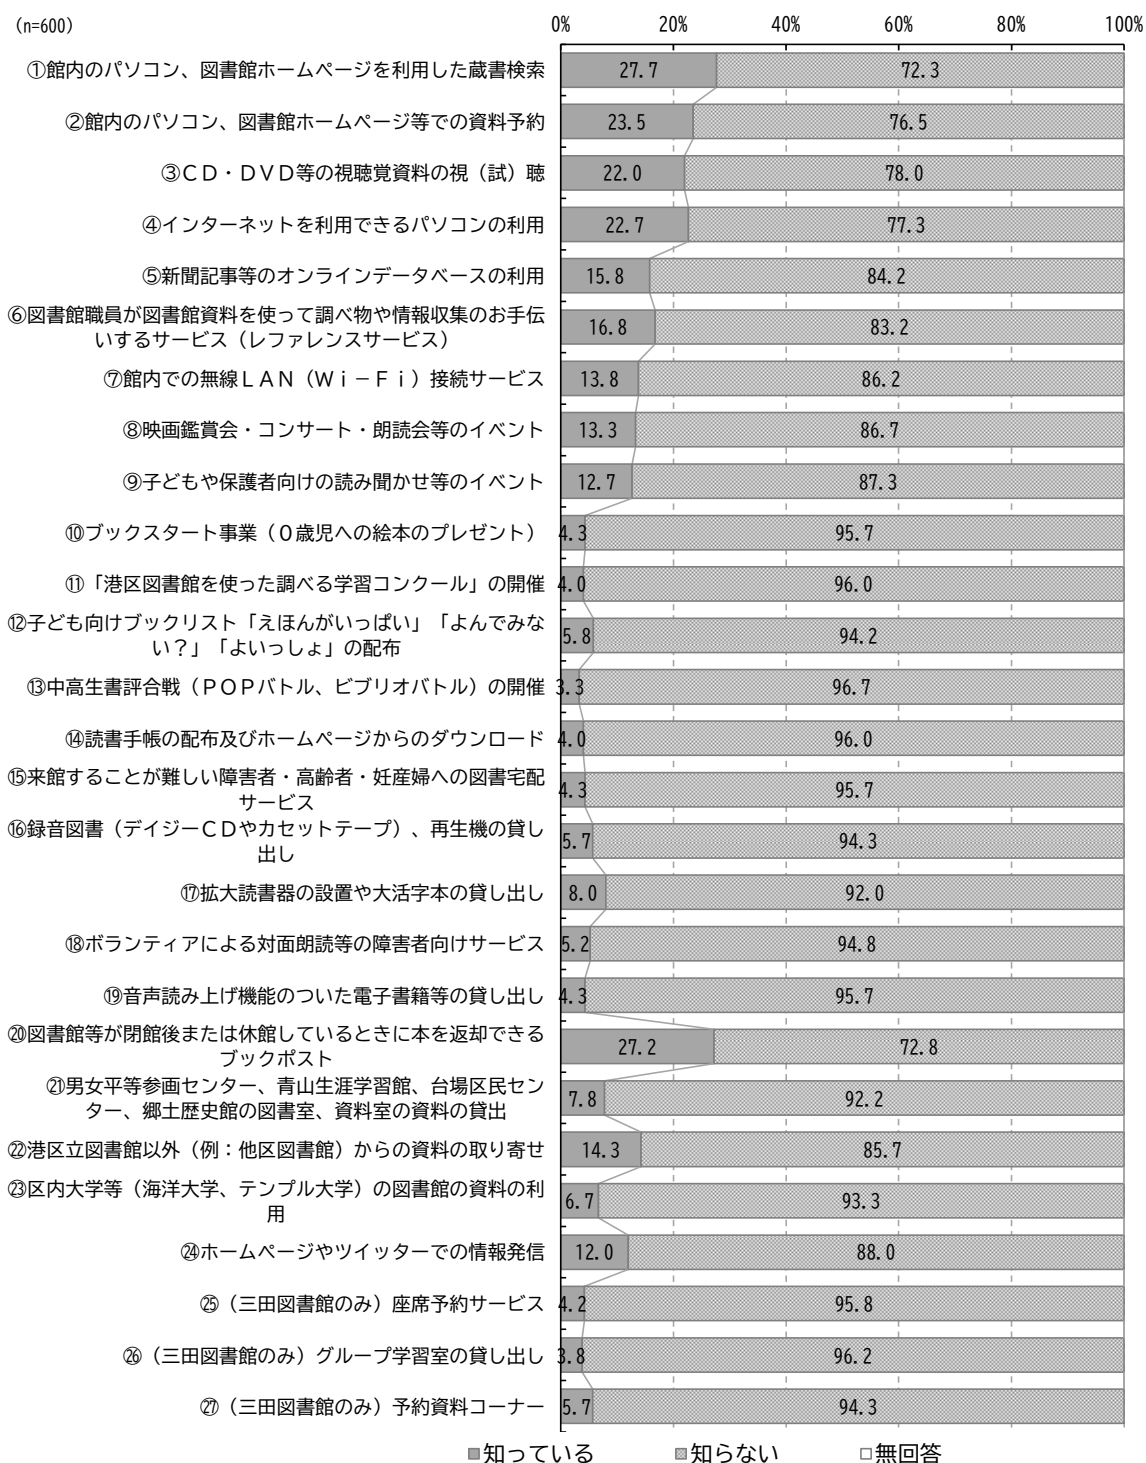 (n=600)
0% 20% 40% 60% 80% 100%
①館内のパソコン、図書館ホームページを利用した蔵書検索 27.7 72.3
②館内のパソコン、図書館ホームページ等での資料予約 23.5 76.5
③ＣＤ・ＤＶＤ等の視聴覚資料の視（試）聴 22.0 78.0
④インターネットを利用できるパソコンの利用 22.7 77.3
⑤新聞記事等のオンラインデータベースの利用 15.8 84.2
⑥図書館職員が図書館資料を使って調べ物や情報収集のお手伝
いするサービス（レファレンスサービス） 16.8 83.2
⑦館内での無線ＬＡＮ（Ｗｉ－Ｆｉ）接続サービス 13.8 86.2
⑧映画鑑賞会・コンサート・朗読会等のイベント 13.3 86.7
⑨子どもや保護者向けの読み聞かせ等のイベント 12.7 87.3
⑩ブックスタート事業（０歳児への絵本のプレゼント） 4.3 95.7
⑪「港区図書館を使った調べる学習コンクール」の開催 4.0 96.0
⑫子ども向けブックリスト「えほんがいっぱい」「よんでみな
い？」「よいっしょ」の配布 5.8 94.2
⑬中高生書評合戦（ＰＯＰバトル、ビブリオバトル）の開催 3.3 96.7
⑭読書手帳の配布及びホームページからのダウンロード 4.0 96.0
⑮来館することが難しい障害者・高齢者・妊産婦への図書宅配
サービス 4.3 95.7
⑯録音図書（デイジーＣＤやカセットテープ）、再生機の貸し
出し 5.7 94.3
⑰拡大読書器の設置や大活字本の貸し出し 8.0 92.0
⑱ボランティアによる対面朗読等の障害者向けサービス 5.2 94.8
⑲音声読み上げ機能のついた電子書籍等の貸し出し 4.3 95.7
⑳図書館等が閉館後または休館しているときに本を返却できる
ブックポスト 27.2 72.8
㉑男女平等参画センター、青山生涯学習館、台場区民セン
ター、郷土歴史館の図書室、資料室の資料の貸出 7.8 92.2
㉒港区立図書館以外（例：他区図書館）からの資料の取り寄せ 14.3 85.7
㉓区内大学等（海洋大学、テンプル大学）の図書館の資料の利
用 6.7 93.3
㉔ホームページやツイッターでの情報発信 12.0 88.0
㉕（三田図書館のみ）座席予約サービス 4.2 95.8
㉖（三田図書館のみ）グループ学習室の貸し出し 3.8 96.2
㉗（三田図書館のみ）予約資料コーナー 5.7 94.3
知っている 知らない 無回答